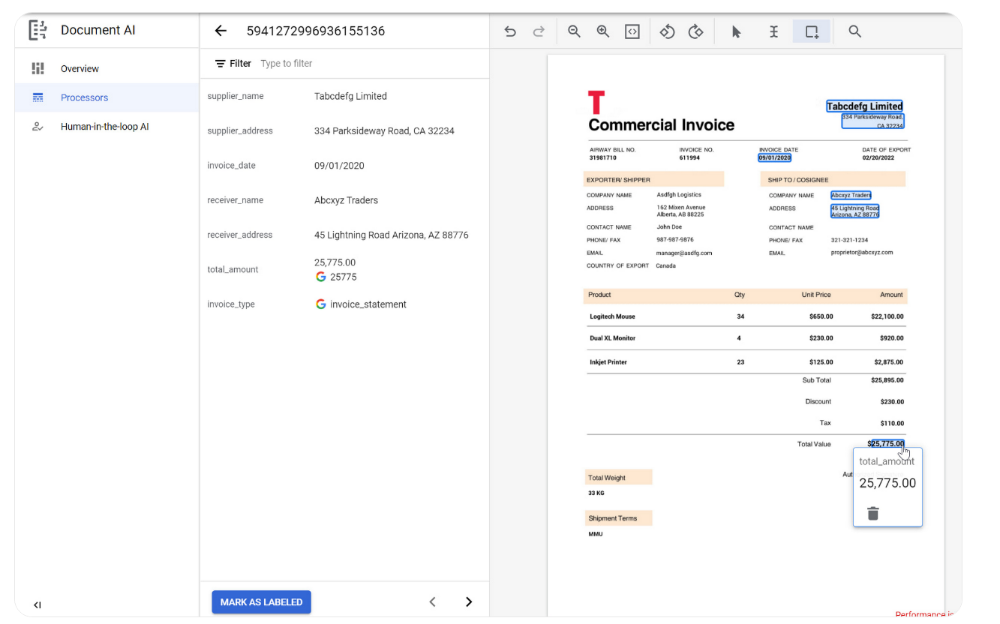 Document AI
Overview
Processors
Human-in-the-loop AI
5941272996936155136
Filter Type to filter
supplier_name Tabcdefg Limited
supplier_address 334 Parksideway Road, CA 32234
invoice_date 09/01/2020
receiver_name Abcxyz Traders
receiver_address 45 Lightning Road Arizona, AZ 88776
total_amount 25,775.00
G 25775
invoice_type G invoice_statement
MARK AS LABELED
T
Commercial Invoice
Tabcdefg Limited
334 Parksideway Road,
CA 32234
AIRWAY BILL NO. INVOICE NO. INVOICE DATE DATE OF EXPORT
31981710 611994 09/01/2020 02/20/2022
EXPORTER/ SHIPPER SHIP TO / COSIGNEE
COMPANY NAME Asdfgh Logistics COMPANY NAME Abcxyz Traders
ADDRESS 162 Mixen Avenue ADDRESS 45 Lightning Road
Alberta, AB 88225 Arizona, AZ 88776
CONTACT NAME John Doe CONTACT NAME
PHONE/ FAX 987-987-9876 PHONE/ FAX 321-321-1234
EMAIL manager@asdfg.com EMAIL proprietor@abcxyz.com
COUNTRY OF EXPORT Canada
Product Qty Unit Price Amount
Logitech Mouse 34 $650.00 $22,100.00
Dual XL Monitor 4 $230.00 $920.00
Inkjet Printer 23 $125.00 $2,875.00
Sub Total $25,895.00
Discount $230.00
Tax $110.00
Total Value $25,775.00
total_amount
25,775.00
Aut
Total Weight
33 KG
Shipment Terms
MMU
Performance is